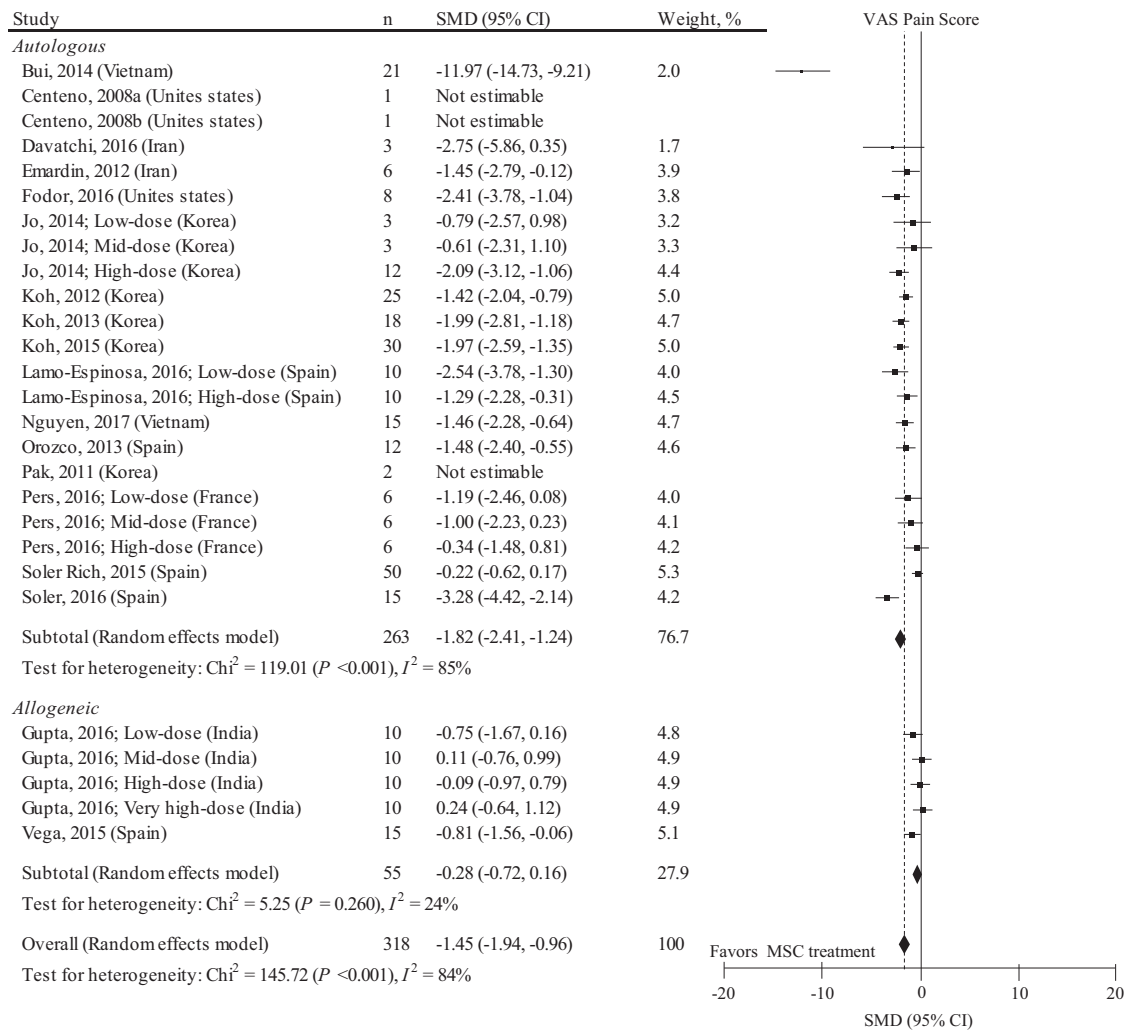 Study n SMD (95% CI) Weight, % VAS Pain Score
Autologous
Bui, 2014 (Vietnam) 21 -11.97 (-14.73, -9.21) 2.0
Centeno, 2008a (Unites states) 1 Not estimable
Centeno, 2008b (Unites states) 1 Not estimable
Davatchi, 2016 (Iran) 3 -2.75 (-5.86, 0.35) 1.7
Emardin, 2012 (Iran) 6 -1.45 (-2.79, -0.12) 3.9
Fodor, 2016 (Unites states) 8 -2.41 (-3.78, -1.04) 3.8
Jo, 2014; Low-dose (Korea) 3 -0.79 (-2.57, 0.98) 3.2
Jo, 2014; Mid-dose (Korea) 3 -0.61 (-2.31, 1.10) 3.3
Jo, 2014; High-dose (Korea) 12 -2.09 (-3.12, -1.06) 4.4
Koh, 2012 (Korea) 25 -1.42 (-2.04, -0.79) 5.0
Koh, 2013 (Korea) 18 -1.99 (-2.81, -1.18) 4.7
Koh, 2015 (Korea) 30 -1.97 (-2.59, -1.35) 5.0
Lamo-Espinosa, 2016; Low-dose (Spain) 10 -2.54 (-3.78, -1.30) 4.0
Lamo-Espinosa, 2016; High-dose (Spain) 10 -1.29 (-2.28, -0.31) 4.5
Nguyen, 2017 (Vietnam) 15 -1.46 (-2.28, -0.64) 4.7
Orozco, 2013 (Spain) 12 -1.48 (-2.40, -0.55) 4.6
Pak, 2011 (Korea) 2 Not estimable
Pers, 2016; Low-dose (France) 6 -1.19 (-2.46, 0.08) 4.0
Pers, 2016; Mid-dose (France) 6 -1.00 (-2.23, 0.23) 4.1
Pers, 2016; High-dose (France) 6 -0.34 (-1.48, 0.81) 4.2
Soler Rich, 2015 (Spain) 50 -0.22 (-0.62, 0.17) 5.3
Soler, 2016 (Spain) 15 -3.28 (-4.42, -2.14) 4.2
Subtotal (Random effects model) 263 -1.82 (-2.41, -1.24) 76.7
Test for heterogeneity: Chi² = 119.01 (P <0.001), I² = 85%
Allogeneic
Gupta, 2016; Low-dose (India) 10 -0.75 (-1.67, 0.16) 4.8
Gupta, 2016; Mid-dose (India) 10 0.11 (-0.76, 0.99) 4.9
Gupta, 2016; High-dose (India) 10 -0.09 (-0.97, 0.79) 4.9
Gupta, 2016; Very high-dose (India) 10 0.24 (-0.64, 1.12) 4.9
Vega, 2015 (Spain) 15 -0.81 (-1.56, -0.06) 5.1
Subtotal (Random effects model) 55 -0.28 (-0.72, 0.16) 27.9
Test for heterogeneity: Chi² = 5.25 (P = 0.260), I² = 24%
Overall (Random effects model) 318 -1.45 (-1.94, -0.96) 100 Favors MSC treatment
Test for heterogeneity: Chi² = 145.72 (P <0.001), I² = 84%
-20 -10 0 10 20
SMD (95% CI)